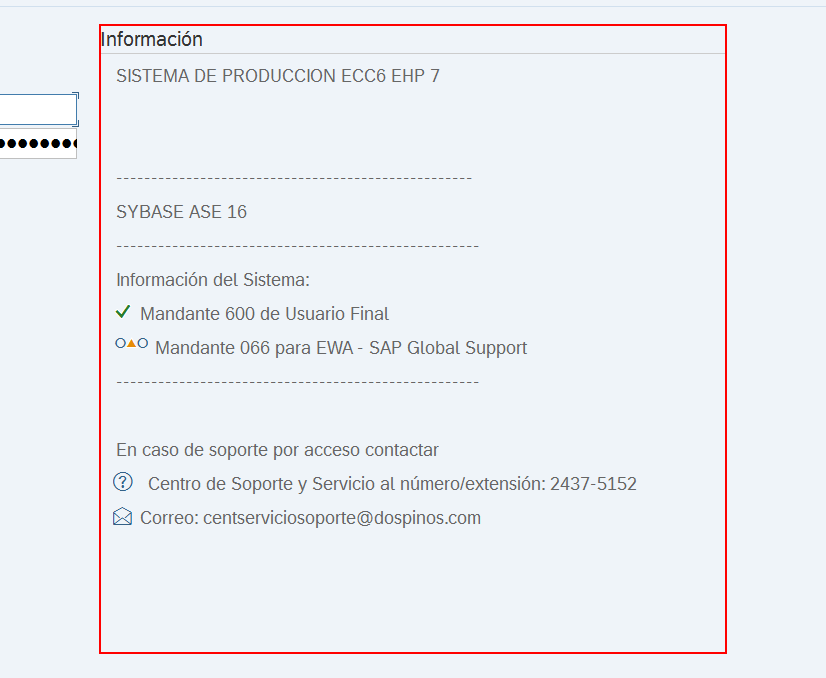 Información
SISTEMA DE PRODUCCION ECC6 EHP 7
---------------------------------------------------
SYBASE ASE 16
----------------------------------------------------
Información del Sistema:
Mandante 600 de Usuario Final
Mandante 066 para EWA - SAP Global Support
----------------------------------------------------
En caso de soporte por acceso contactar
Centro de Soporte y Servicio al número/extensión: 2437-5152
Correo: centserviciosoporte@dospinos.com